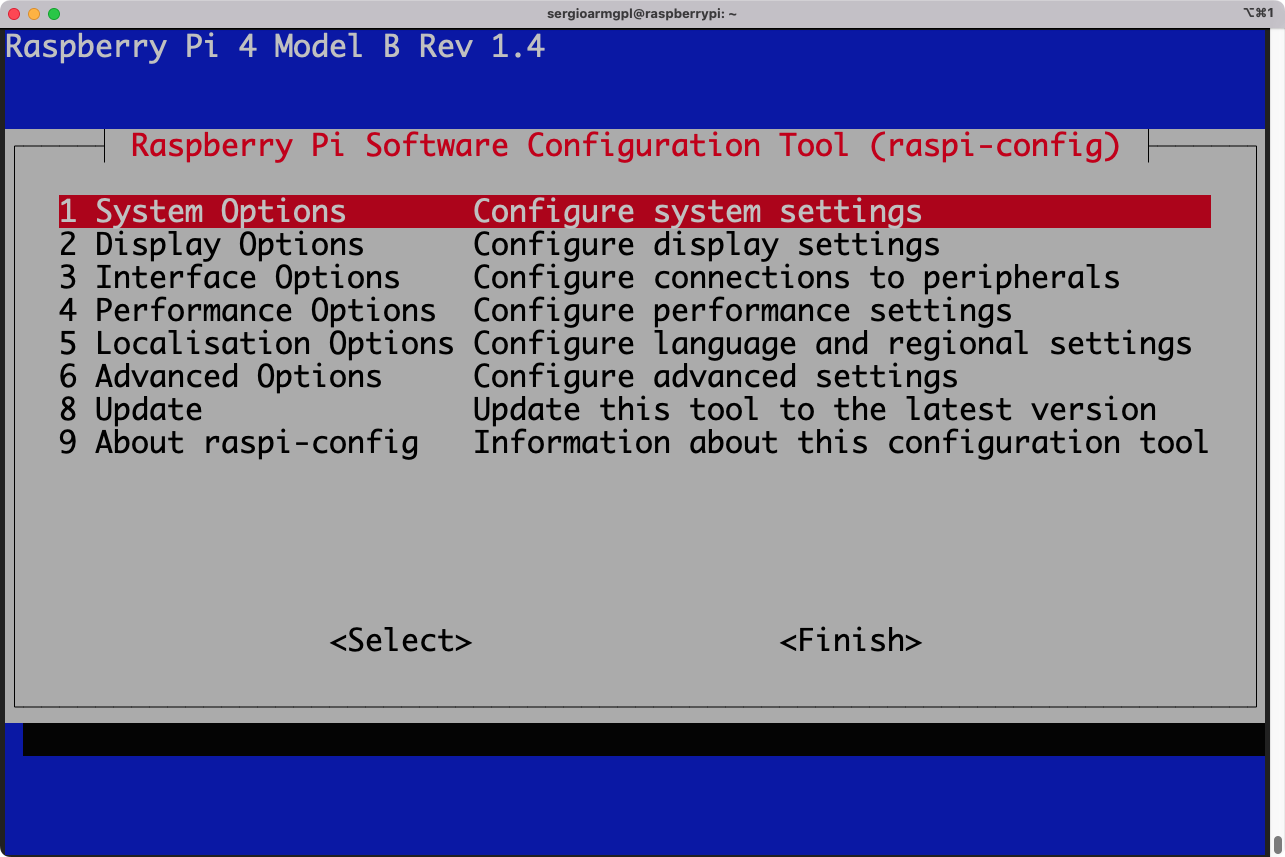 sergioarmgpl@raspberrypi: ~
⌥⌘1
Raspberry Pi 4 Model B Rev 1.4
Raspberry Pi Software Configuration Tool (raspi-config)
1 System Options Configure system settings
2 Display Options Configure display settings
3 Interface Options Configure connections to peripherals
4 Performance Options Configure performance settings
5 Localisation Options Configure language and regional settings
6 Advanced Options Configure advanced settings
8 Update Update this tool to the latest version
9 About raspi-config Information about this configuration tool
<Select> <Finish>